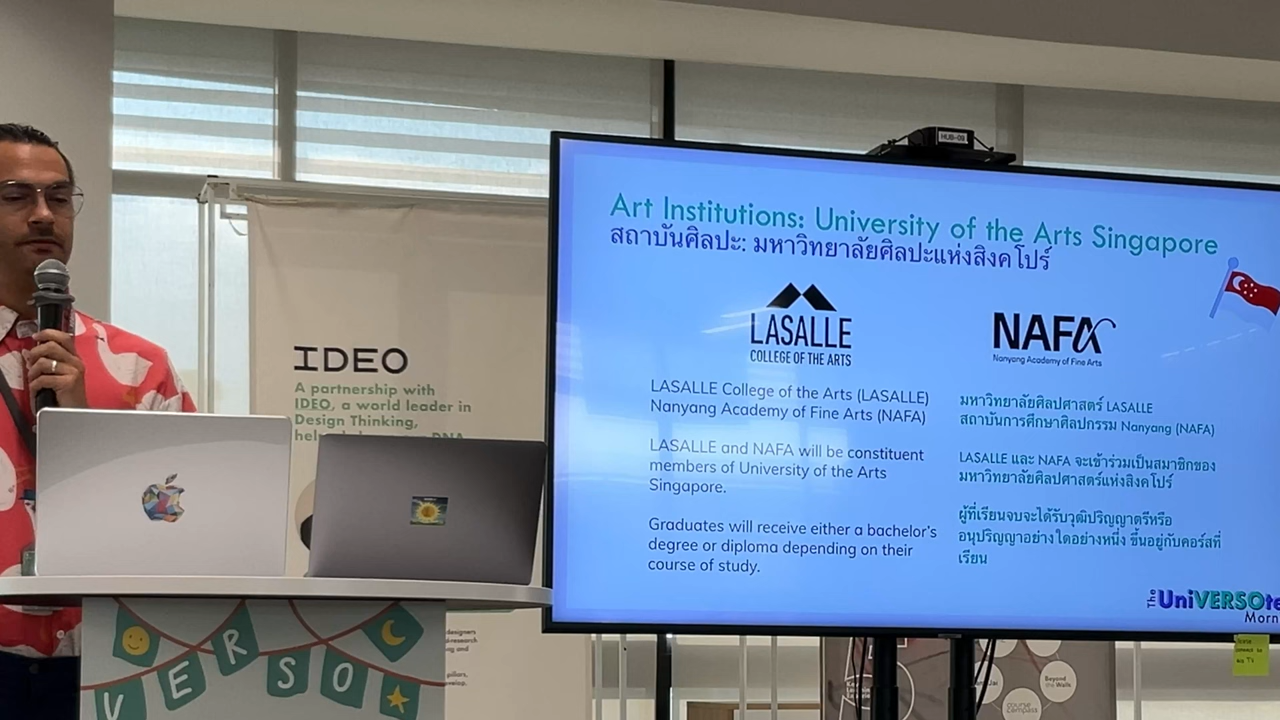 HUB-09
Art Institutions: University of the Arts Singapore
สถาบันศิลปะ: มหาวิทยาลัยศิลปะแห่งสิงคโปร์
LASALLE
COLLEGE OF THE ARTS
NAFA
Nanyang Academy of Fine Arts
LASALLE College of the Arts (LASALLE)
Nanyang Academy of Fine Arts (NAFA)
LASALLE and NAFA will be constituent
members of University of the Arts
Singapore.
Graduates will receive either a bachelor's
degree or diploma depending on their
course of study.
มหาวิทยาลัยศิลปศาสตร์ LASALLE
สถาบันการศึกษาศิลปกรรม Nanyang (NAFA)
LASALLE และ NAFA จะเข้าร่วมเป็นสมาชิกของ
มหาวิทยาลัยศิลปศาสตร์แห่งสิงคโปร์
ผู้ที่เรียนจบจะได้รับวุฒิปริญญาตรีหรือ
อนุปริญญาอย่างใดอย่างหนึ่ง ขึ้นอยู่กับคอร์สที่
เรียน
The UniVERSOte
Morn
IDEO
A partnership with
IDEO, a world leader in
Design Thinking,
DNA
VERSO
designers
and
Beyond
the Walls
course
compass